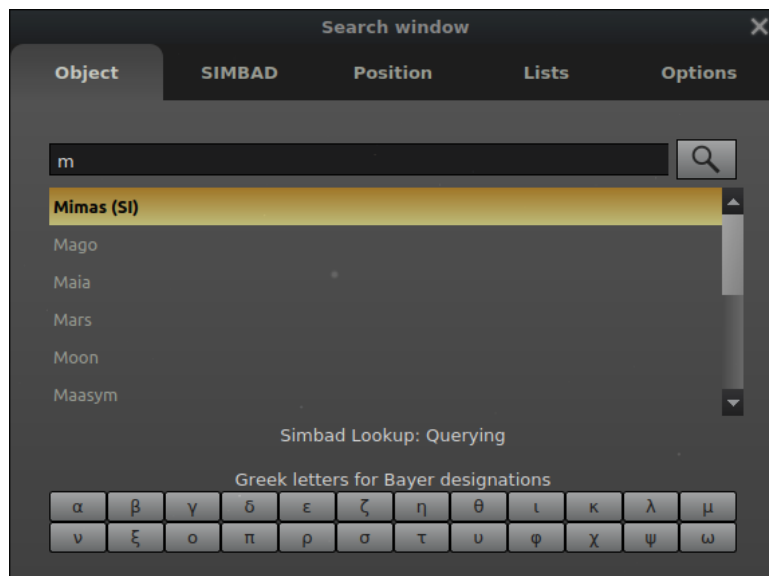 Search window
Object SIMBAD Position Lists Options
m
Mimas (SI)
Mago
Maia
Mars
Moon
Maasym
Simbad Lookup: Querying
Greek letters for Bayer designations
α β γ δ ε ζ η θ ι κ λ μ
ν ξ ο π ρ σ τ υ φ χ ψ ω